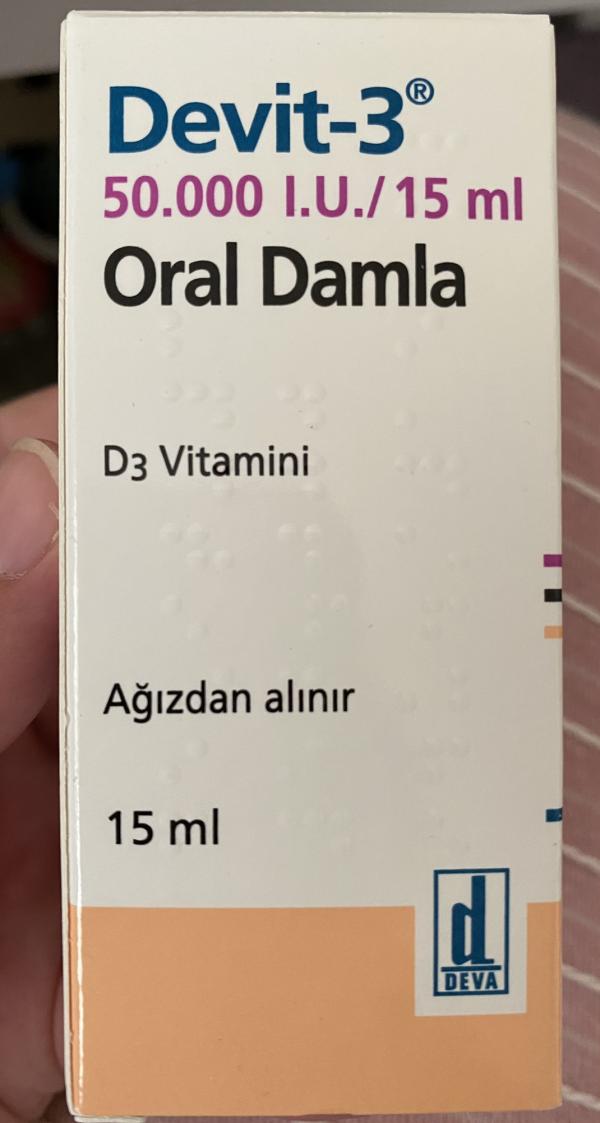 Devit-3®
50.000 I.U./15 ml
Oral Damla
D3 Vitamini
Ağızdan alınır
15 ml
d
DEVA